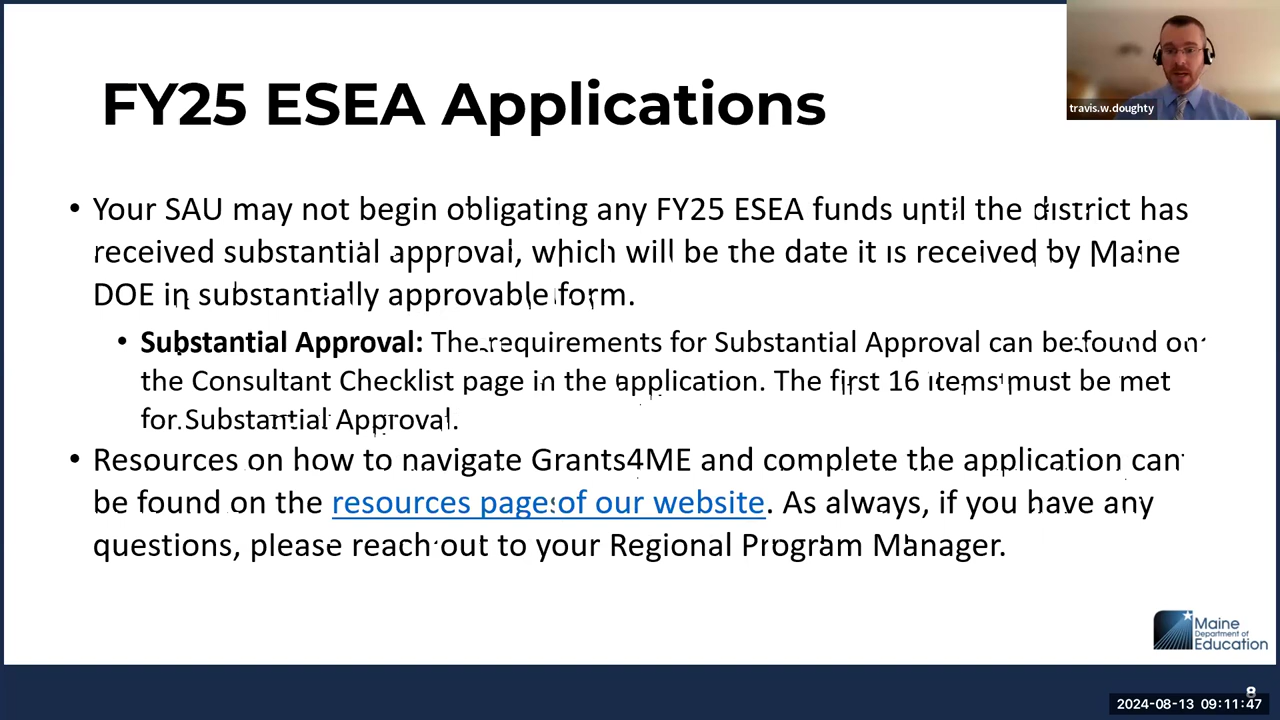 FY25 ESEA Applications
travis.w.doughty
• Your SAU may not begin obligating any FY25 ESEA funds until the district has
received substantial approval, which will be the date it is received by Maine
DOE in substantially approvable form.
• Substantial Approval: The requirements for Substantial Approval can be found on
the Consultant Checklist page in the application. The first 16 items must be met
for Substantial Approval.
• Resources on how to navigate Grants4ME and complete the application can
be found on the resources page of our website. As always, if you have any
questions, please reach out to your Regional Program Manager.
Maine
Department of
Education
8
2024-08-13 09:11:47